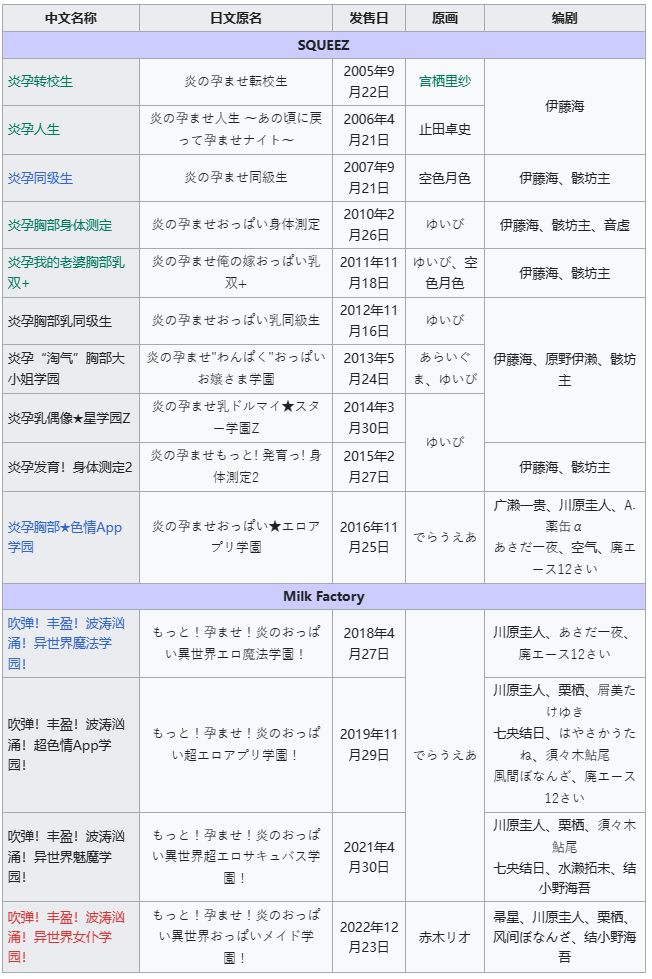 中文名称 日文原名 发售日 原画 编剧
SQUEEZ
炎孕转校生 炎の孕ませ転校生 2005年9月22日 宫栖里纱 伊藤海
炎孕人生 炎の孕ませ人生 ～あの頃に戻って孕ませナイト～ 2006年4月21日 止田卓史
炎孕同级生 炎の孕ませ同級生 2007年9月21日 空色月色 伊藤海、骸坊主
炎孕胸部身体测定 炎の孕ませおっぱい身体測定 2010年2月26日 ゆいび 伊藤海、骸坊主、音虚
炎孕我的老婆胸部乳双+ 炎の孕ませ俺の嫁おっぱい乳双+ 2011年11月18日 ゆいび、空色月色 伊藤海、骸坊主
炎孕胸部乳同级生 炎の孕ませおっぱい乳同級生 2012年11月16日 ゆいび 伊藤海、原野伊濑、骸坊主
炎孕“淘气”胸部大小姐学园 炎の孕ませ"わんぱく"おっぱいお嬢さま学園 2013年5月24日 あらいぐま、ゆいび
炎孕乳偶像★星学园Z 炎の孕ませ乳ドルマイ★スター学園Z 2014年3月30日 ゆいび
炎孕发育！身体测定2 炎の孕ませもっと! 発育っ! 身体測定2 2015年2月27日 伊藤海、骸坊主
炎孕胸部★色情App学园 炎の孕ませおっぱい★エロアプリ学園 2016年11月25日 でらうえあ 广濑一贵、川原圭人、A.薬缶α
あさだ一夜、空气、廃エース12さい
Milk Factory
吹弹！丰盈！波涛汹涌！异世界魔法学园！ もっと！孕ませ！炎のおっぱい異世界エロ魔法学園！ 2018年4月27日 でらうえあ 川原圭人、あさだ一夜、廃エース12さい
吹弹！丰盈！波涛汹涌！超色情App学园！ もっと！孕ませ！炎のおっぱい超エロアプリ学園！ 2019年11月29日 川原圭人、栗栖、屑美たけゆき
七央结日、はやさかうたね、須々木鮎尾
風間ぼなんざ、廃エース12さい
吹弹！丰盈！波涛汹涌！异世界魅魔学园！ もっと！孕ませ！炎のおっぱい異世界超エロサキュバス学園！ 2021年4月30日 川原圭人、栗栖、須々木鮎尾
七央结日、水濑拓未、结小野海吾
吹弹！丰盈！波涛汹涌！异世界女仆学园！ もっと！孕ませ！炎のおっぱい異世界おっぱいメイド学園！ 2022年12月23日 赤木リオ 帚星、川原圭人、栗栖、风间ぼなんざ、结小野海吾